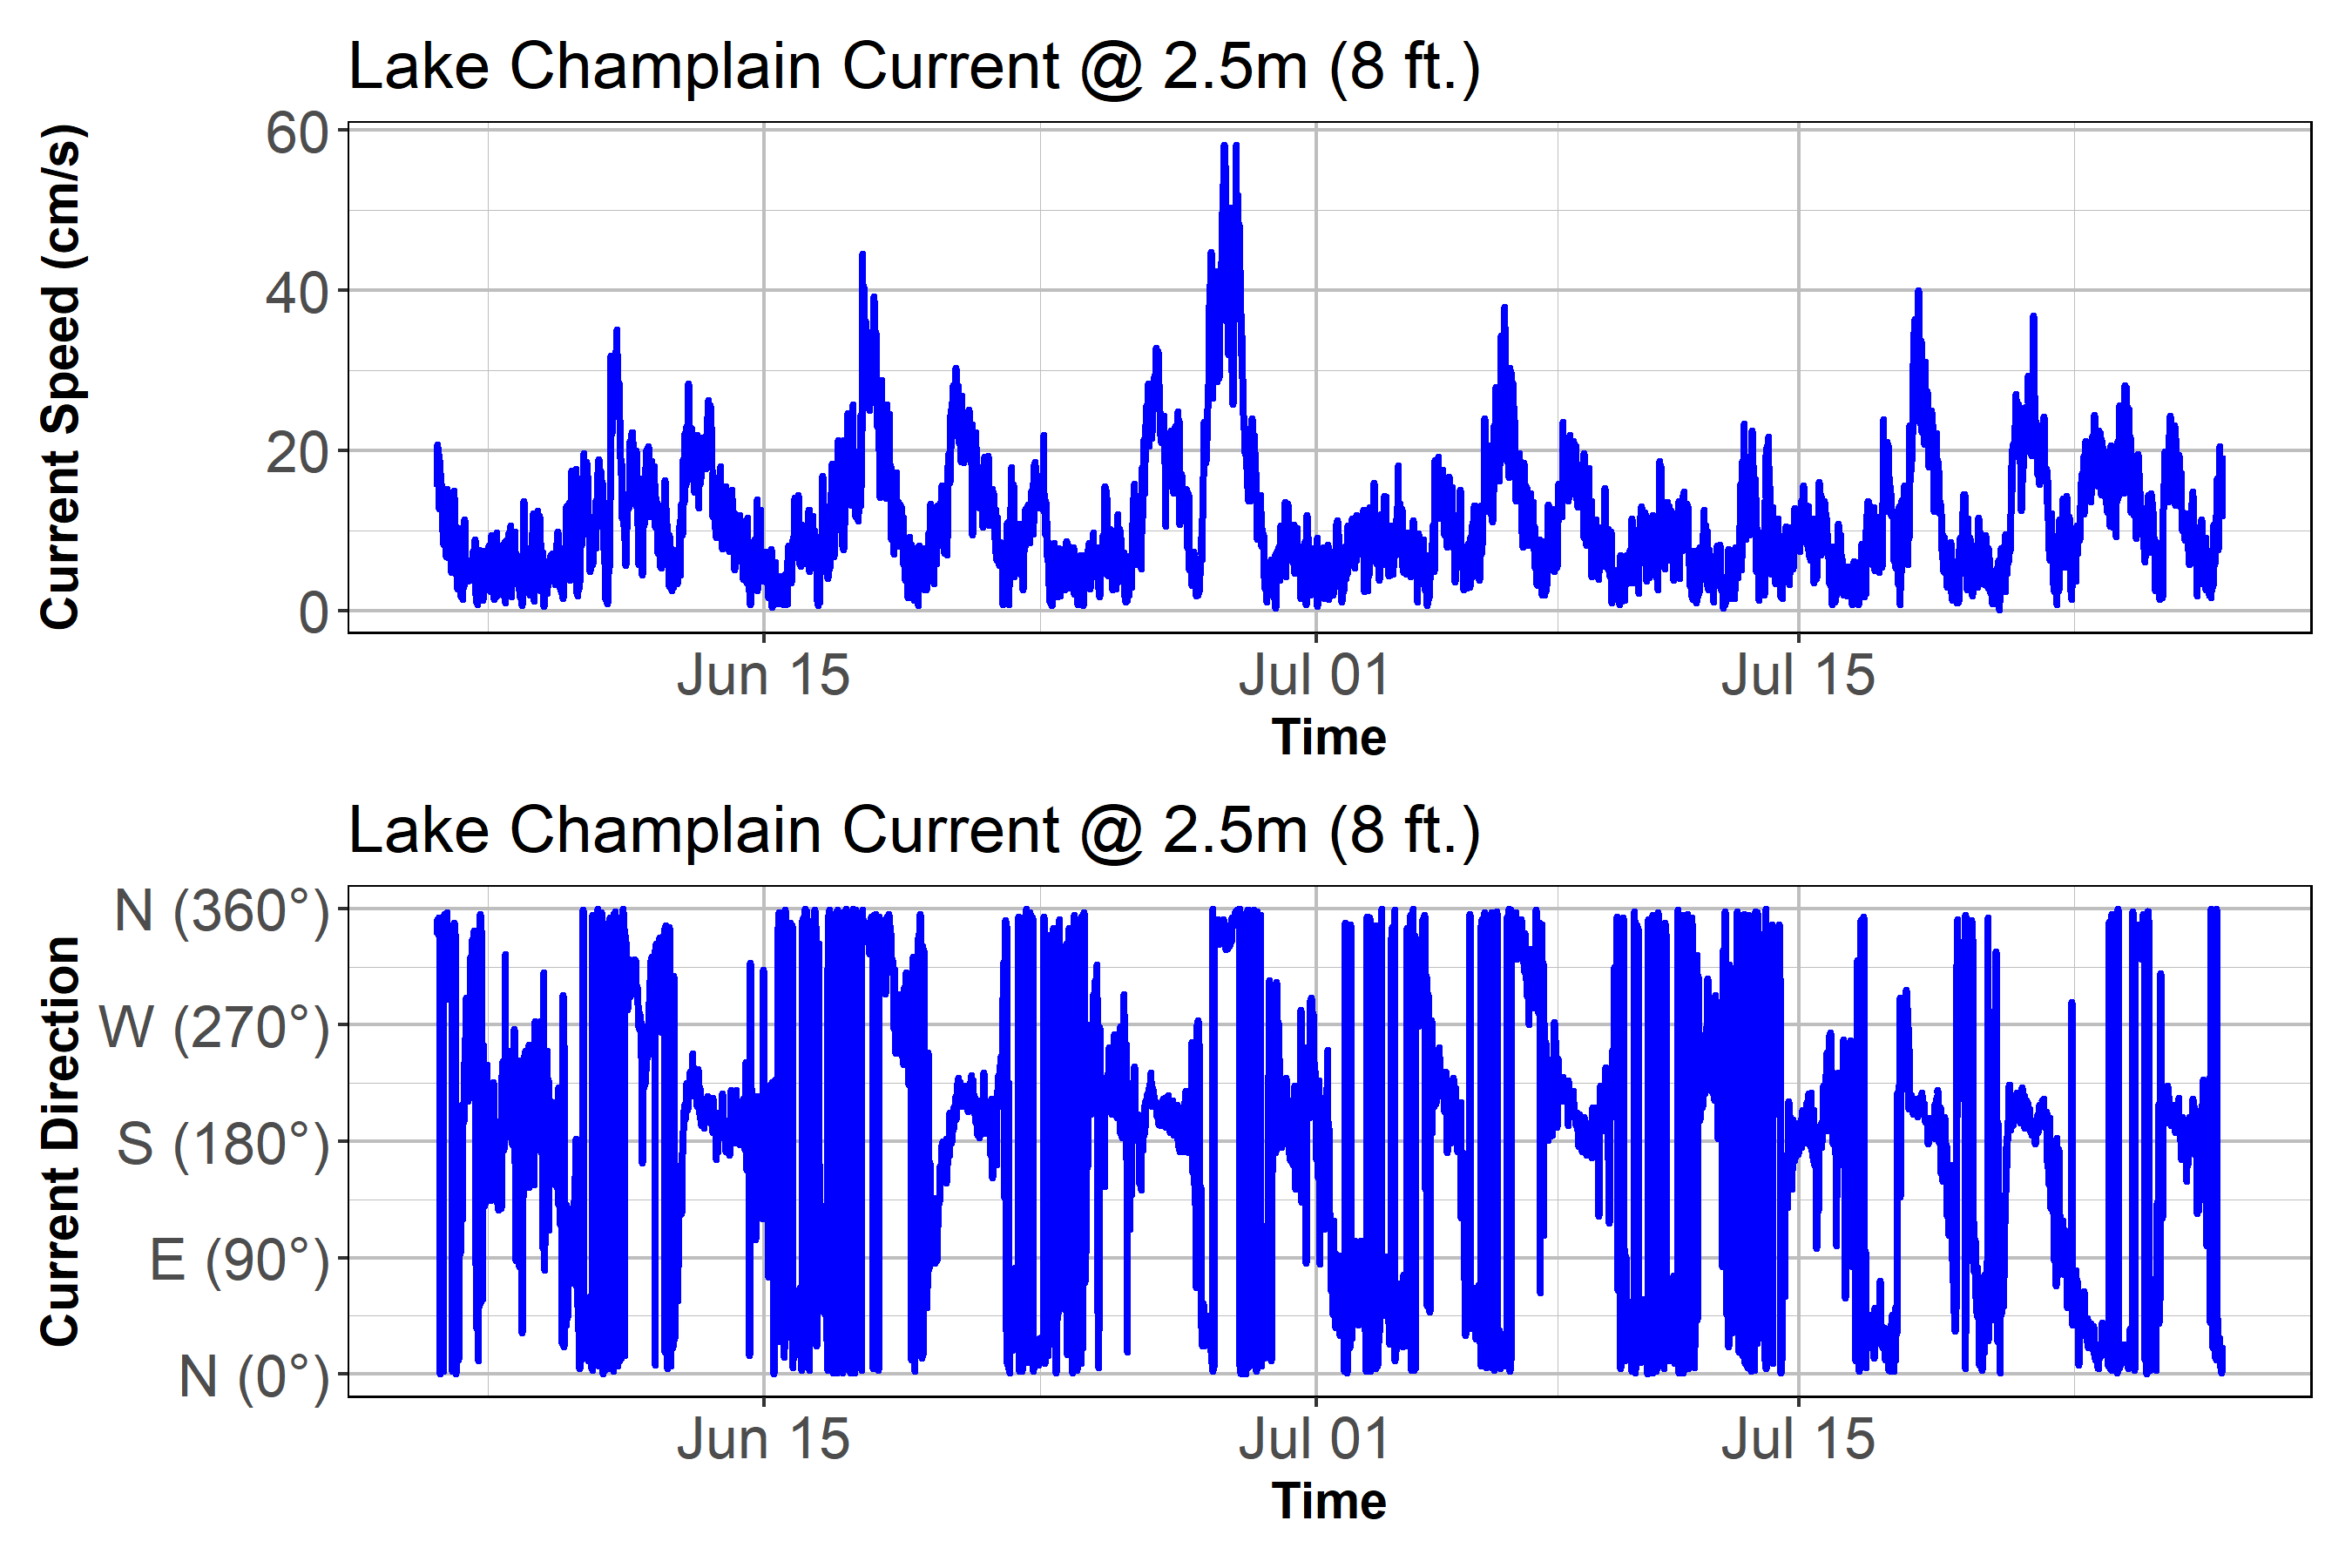 Lake Champlain Current @ 2.5m (8 ft.)
Current Speed (cm/s)
60
40
20
0
Jun 15 Jul 01 Jul 15
Time
Lake Champlain Current @ 2.5m (8 ft.)
Current Direction
N (360°)
W (270°)
S (180°)
E (90°)
N (0°)
Jun 15 Jul 01 Jul 15
Time